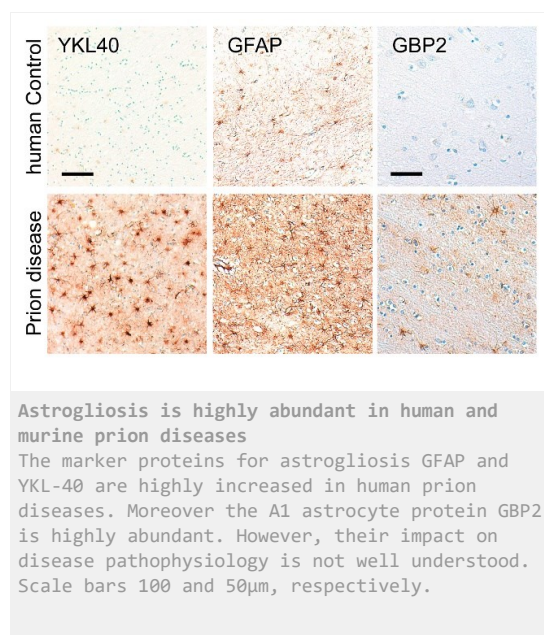 YKL40 GFAP GBP2
human Control
Prion disease
Astrogliosis is highly abundant in human and
murine prion diseases
The marker proteins for astrogliosis GFAP and
YKL-40 are highly increased in human prion
diseases. Moreover the A1 astrocyte protein GBP2
is highly abundant. However, their impact on
disease pathophysiology is not well understood.
Scale bars 100 and 50µm, respectively.